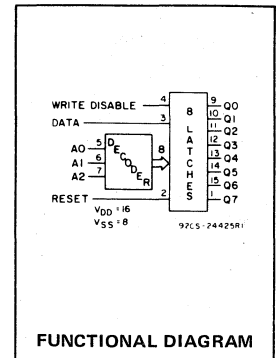 WRITE DISABLE 4
DATA 3
A0 5
A1 6
A2 7
DECODER
8
8 LATCHES
RESET 2
9 Q0
10 Q1
11 Q2
12 Q3
13 Q4
14 Q5
15 Q6
1 Q7
VDD = 16
VSS = 8
92CS-24425R1
FUNCTIONAL DIAGRAM